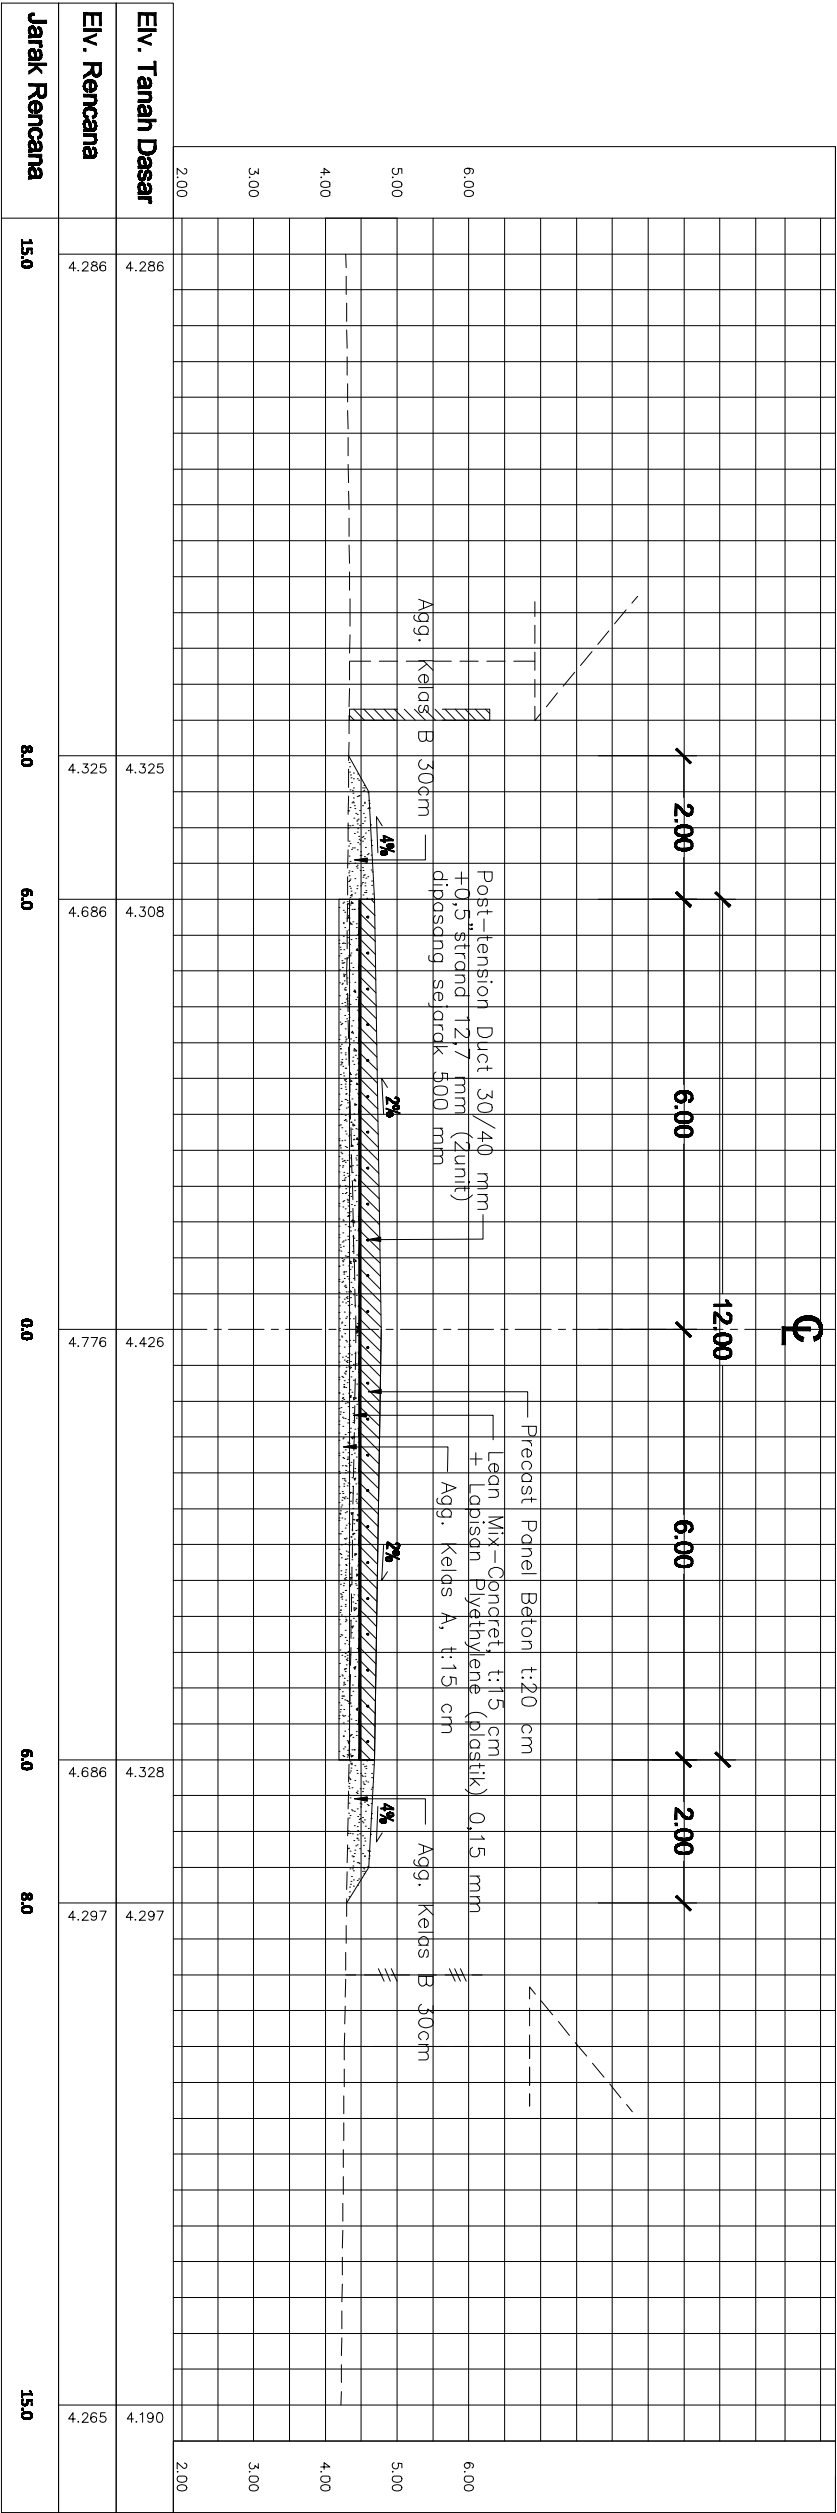 C
L
12.00
2.00
6.00
6.00
2.00
6.00
5.00
4.00
3.00
2.00
6.00
5.00
4.00
3.00
2.00
Agg. Kelas B 30cm
4%
Post-tension Duct 30/40 mm
+0,5"strand 12,7 mm (2unit)
dipasang sejarak 500 mm
2%
Precast Panel Beton t:20 cm
Lean Mix-Concret, t:15 cm
+ Lapisan Plyethylene (plastik) 0,15 mm
Agg. Kelas A, t:15 cm
2%
4%
Agg. Kelas B 30cm
Elv. Tanah Dasar 4.286 4.325 4.308 4.426 4.328 4.297 4.190
Elv. Rencana 4.286 4.325 4.686 4.776 4.686 4.297 4.265
Jarak Rencana 15.0 8.0 6.0 0.0 6.0 8.0 15.0